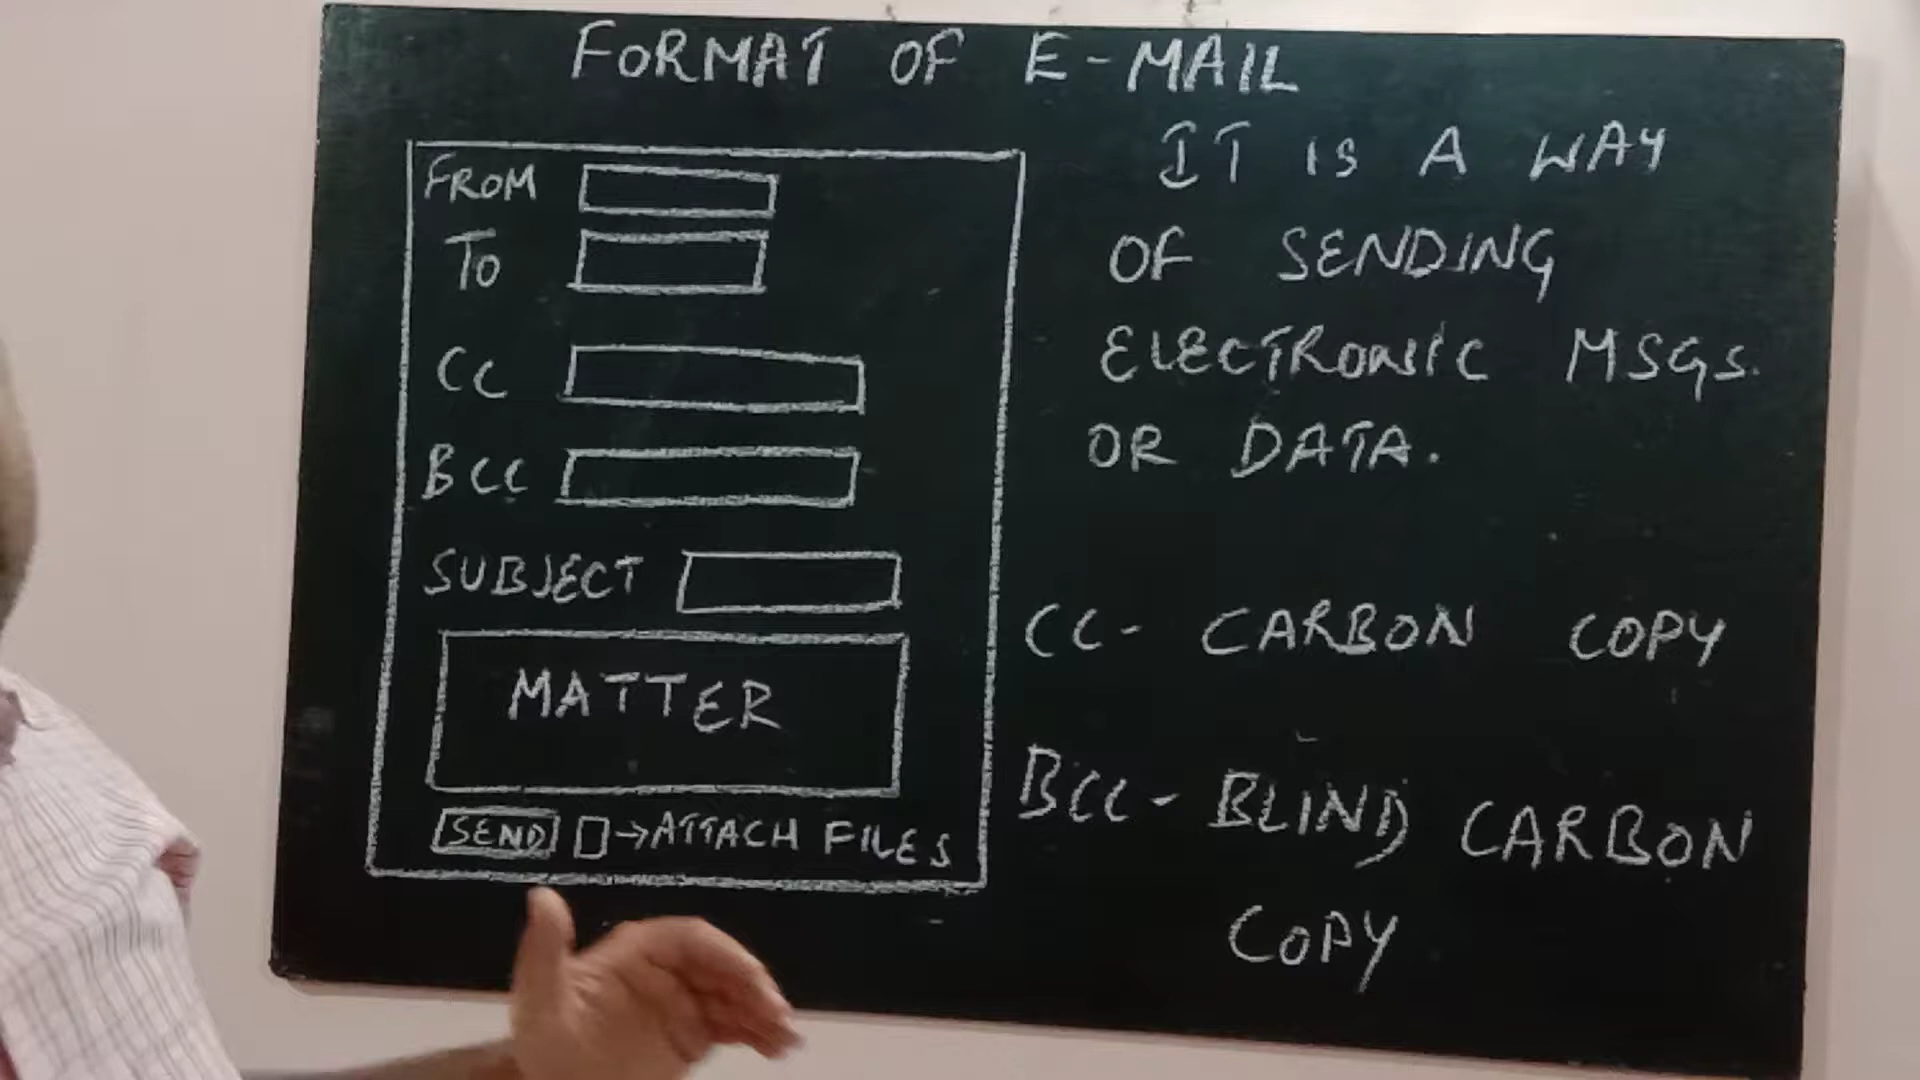 FORMAT OF E-MAIL
FROM
TO
CC
BCC
SUBJECT
MATTER
SEND →ATTACH FILES
IT IS A WAY
OF SENDING
ELECTRONIC MSGS.
OR DATA.
CC- CARBON COPY
BCC- BLIND CARBON
COPY